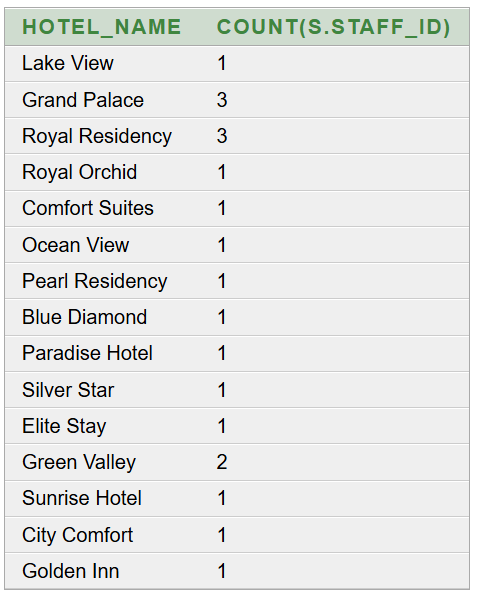 HOTEL_NAME COUNT(S.STAFF_ID)
Lake View 1
Grand Palace 3
Royal Residency 3
Royal Orchid 1
Comfort Suites 1
Ocean View 1
Pearl Residency 1
Blue Diamond 1
Paradise Hotel 1
Silver Star 1
Elite Stay 1
Green Valley 2
Sunrise Hotel 1
City Comfort 1
Golden Inn 1